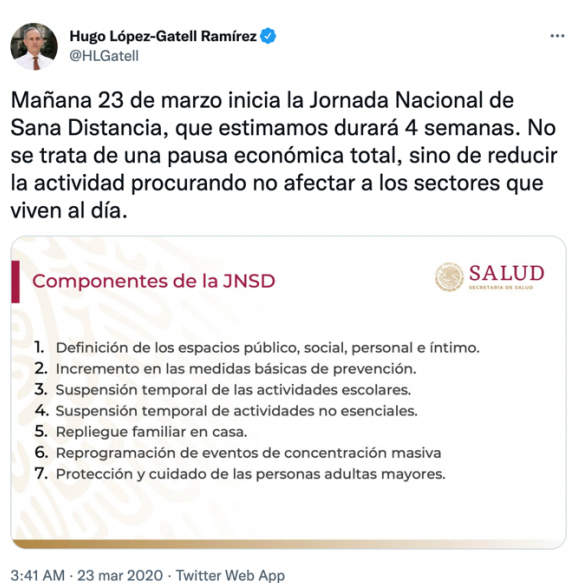 Hugo López-Gatell Ramírez
@HLGatell
Mañana 23 de marzo inicia la Jornada Nacional de
Sana Distancia, que estimamos durará 4 semanas. No
se trata de una pausa económica total, sino de reducir
la actividad procurando no afectar a los sectores que
viven al día.
Componentes de la JNSD
SALUD
SECRETARÍA DE SALUD
1. Definición de los espacios público, social, personal e íntimo.
2. Incremento en las medidas básicas de prevención.
3. Suspensión temporal de las actividades escolares.
4. Suspensión temporal de actividades no esenciales.
5. Repliegue familiar en casa.
6. Reprogramación de eventos de concentración masiva
7. Protección y cuidado de las personas adultas mayores.
3:41 AM · 23 mar 2020 · Twitter Web App